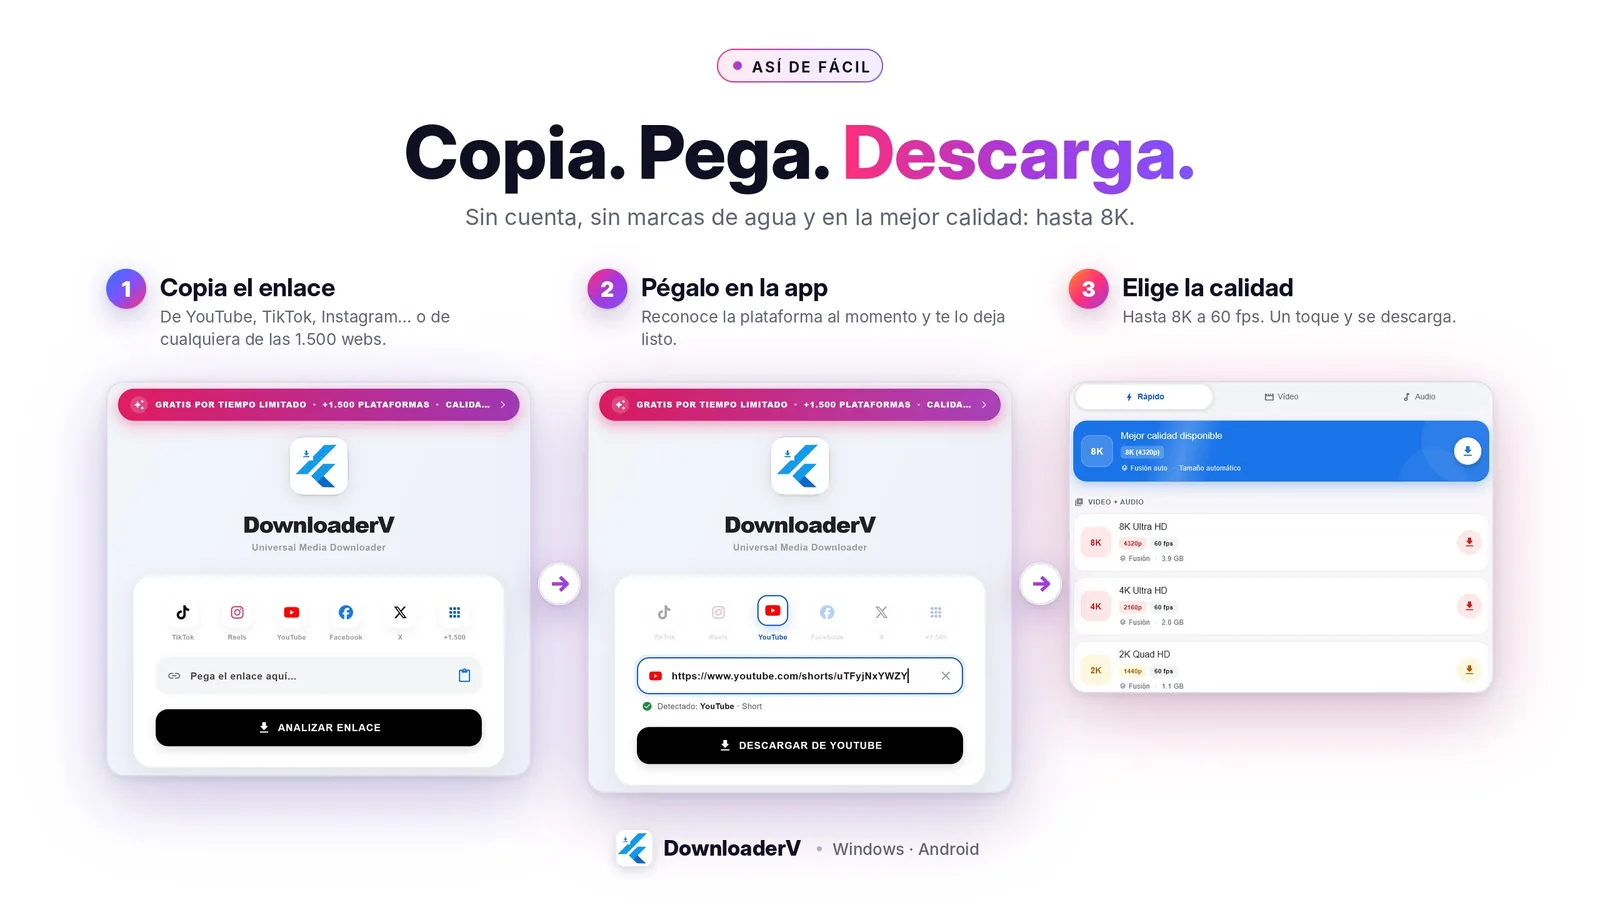 ASÍ DE FÁCIL
Copia. Pega. Descarga.
Sin cuenta, sin marcas de agua y en la mejor calidad: hasta 8K.
1 Copia el enlace
De YouTube, TikTok, Instagram... o de
cualquiera de las 1.500 webs.
GRATIS POR TIEMPO LIMITADO · +1.500 PLATAFORMAS · CALIDA...
DownloaderV
Universal Media Downloader
TikTok Reels YouTube Facebook X +1.500
Pega el enlace aquí...
ANALIZAR ENLACE
2 Pégalo en la app
Reconoce la plataforma al momento y te lo deja
listo.
GRATIS POR TIEMPO LIMITADO · +1.500 PLATAFORMAS · CALIDA...
DownloaderV
Universal Media Downloader
TikTok Reels YouTube Facebook X +1.500
https://www.youtube.com/shorts/uTFyjNxYWZY
Detectado: YouTube · Short
DESCARGAR DE YOUTUBE
3 Elige la calidad
Hasta 8K a 60 fps. Un toque y se descarga.
Rápido Vídeo Audio
8K Mejor calidad disponible
8K (4320p)
Fusión auto · Tamaño automático
VIDEO + AUDIO
8K 8K Ultra HD
4320p 60 fps
Fusión · 3.9 GB
4K 4K Ultra HD
2160p 60 fps
Fusión · 2.0 GB
2K 2K Quad HD
1440p 60 fps
Fusión · 1.1 GB
DownloaderV • Windows · Android